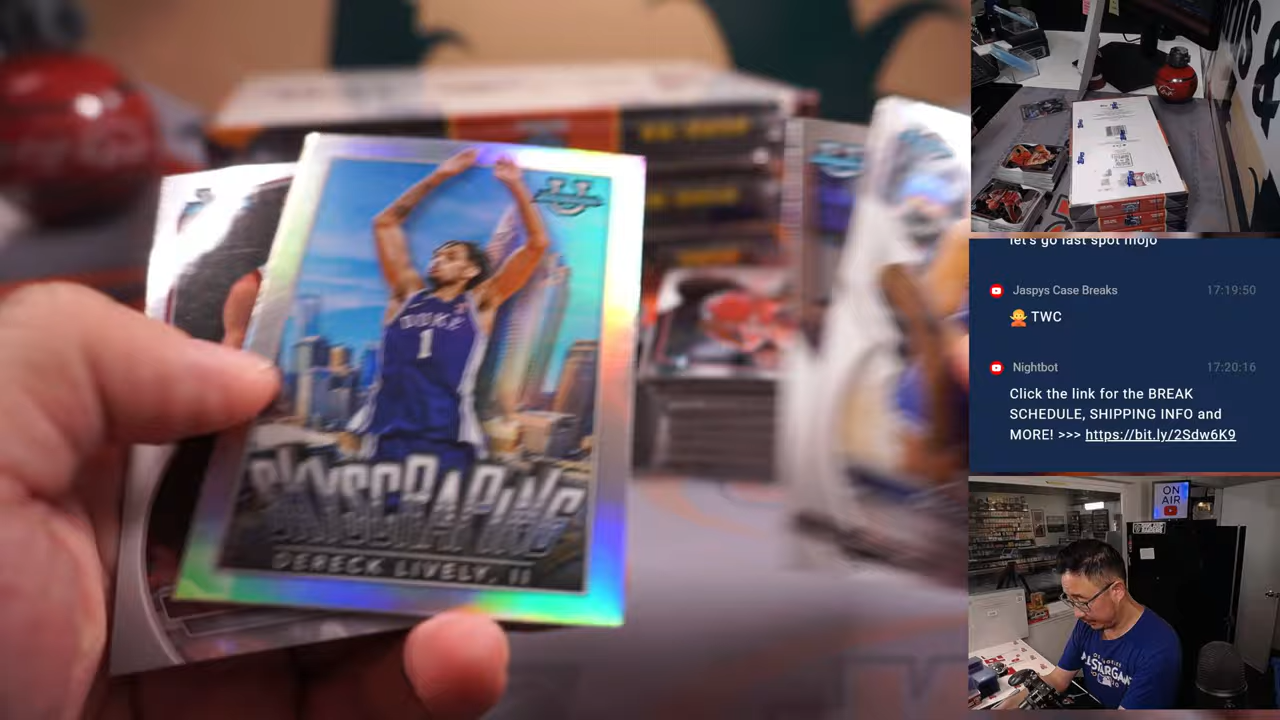 DUKE
1
SKYSCRAPING
DERECK LIVELY, II
let's go last spot mojo
Jaspys Case Breaks
17:19:50
TWC
Nightbot
17:20:16
Click the link for the BREAK
SCHEDULE, SHIPPING INFO and
MORE! >>> https://bit.ly/2Sdw6K9
ON
AIR